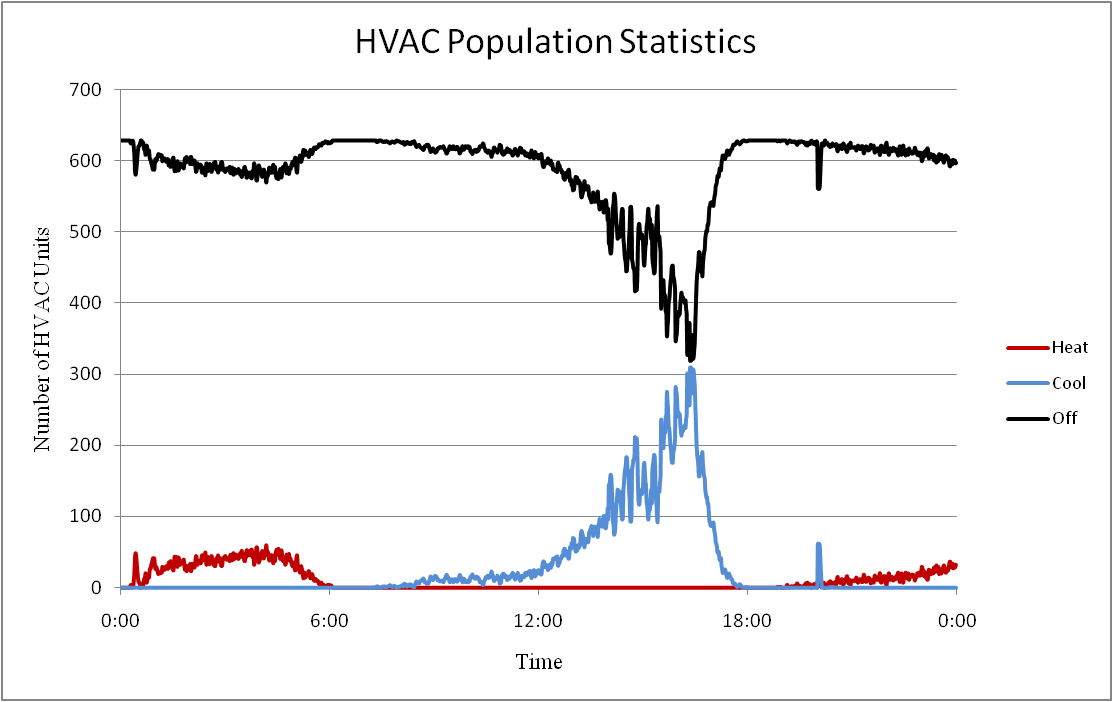 HVAC Population Statistics
700
600
500
400
300
200
100
0
Number of HVAC Units
0:00 6:00 12:00 18:00 0:00
Time
Heat
Cool
Off